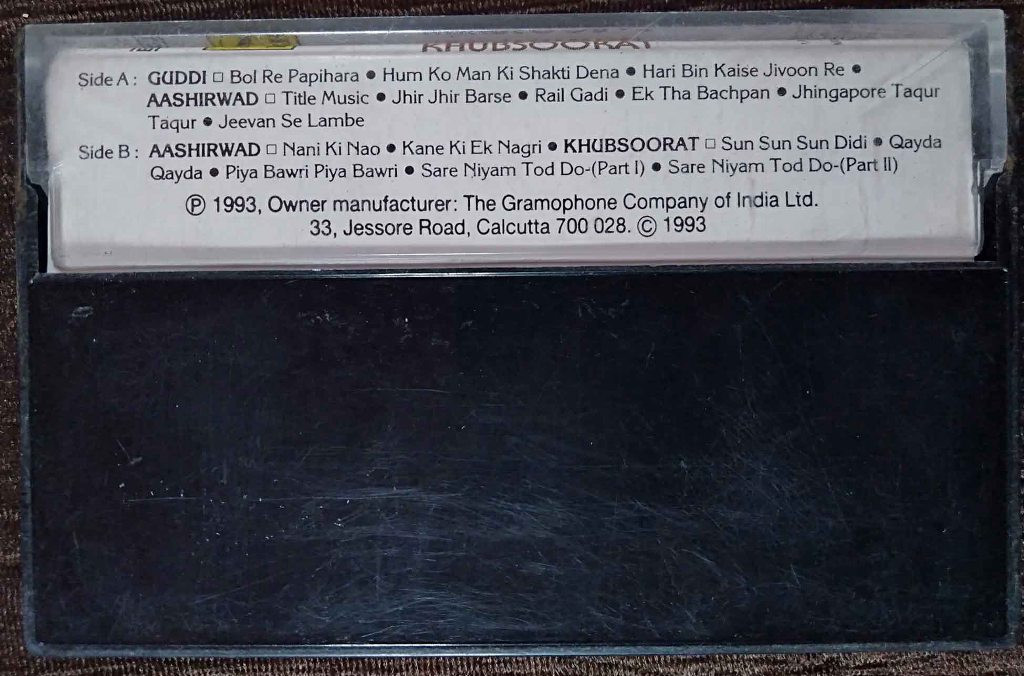 KHUBSOORAT
Side A : GUDDI □ Bol Re Papihara ● Hum Ko Man Ki Shakti Dena ● Hari Bin Kaise Jivoon Re ●
AASHIRWAD □ Title Music ● Jhir Jhir Barse ● Rail Gadi ● Ek Tha Bachpan ● Jhingapore Taqur
Taqur ● Jeevan Se Lambe
Side B : AASHIRWAD □ Nani Ki Nao ● Kane Ki Ek Nagri ● KHUBSOORAT □ Sun Sun Sun Didi ● Qayda
Qayda ● Piya Bawri Piya Bawri ● Sare Niyam Tod Do-(Part I) ● Sare Niyam Tod Do-(Part II)
℗ 1993, Owner manufacturer: The Gramophone Company of India Ltd.
33, Jessore Road, Calcutta 700 028. © 1993